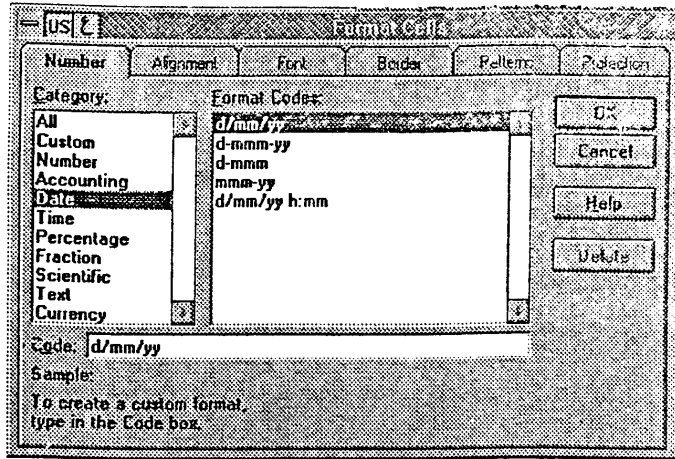 US ع Format Cells
Number Alignment Font Border Patterns Protection
Category:
All
Custom
Number
Accounting
Date
Time
Percentage
Fraction
Scientific
Text
Currency
Format Codes:
d/mm/yy
d-mmm-yy
d-mmm
mmm-yy
d/mm/yy h:mm
OK
Cancel
Help
Delete
Code: d/mm/yy
Sample:
To create a custom format,
type in the Code box.